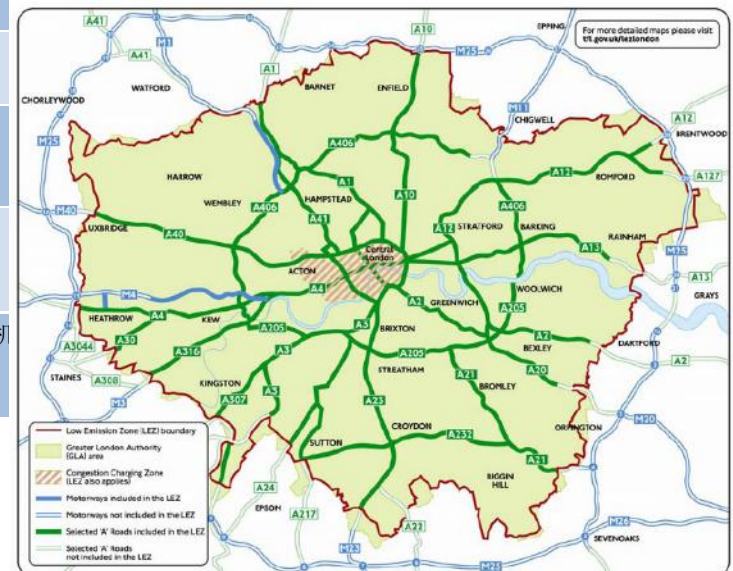 For more detailed maps please visit
tfl.gov.uk/lezlondon
A41
M1
A10
M25
EPPING
A41
A1
WATFORD
BARNET
ENFIELD
CHORLEYWOOD
M11
CHIGWELL
A12
BRENTWOOD
M25
A406
HARROW
A12
ROMFORD
A127
WEMBLEY
A406
HAMPSTEAD
A1
A10
A406
M40
UXBRIDGE
A41
A12
STRATFORD
BARKING
RAINHAM
A40
Central
London
A13
M25
ACTON
A13
M4
A4
WOOLWICH
GRAYS
HEATHROW
A4
KEW
A2
GREENWICH
A205
A30
A205
A3
BRIXTON
A2
DARTFORD
A3044
A316
A3
A205
BEXLEY
A2
STAINES
A308
STREATHAM
A21
A20
M3
KINGSTON
A307
A3
A23
BROMLEY
M20
CROYDON
A232
ORPINGTON
SUTTON
A21
A24
BIGGIN
HILL
EPSON
A217
A22
M26
M23
M25
SEVENOAKS
Low Emission Zone (LEZ) boundary
Greater London Authority
(GLA) area
Congestion Charging Zone
(LEZ also applies)
Motorways included in the LEZ
Motorways not included in the LEZ
Selected 'A' Roads included in the LEZ
Selected 'A' Roads
not included in the LEZ